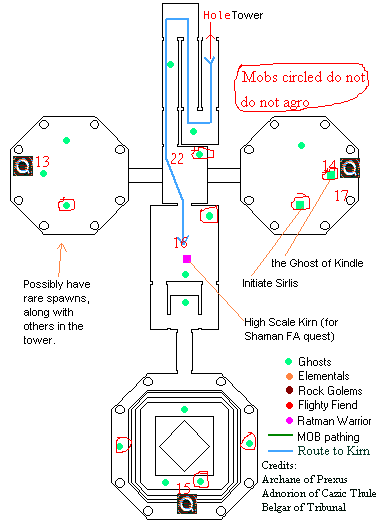 HoleTower
Mobs circled do not
do not agro
13
22
14
17
16
the Ghost of Kindle
Initiate Sirlis
Possibly have
rare spawns,
along with
others in the
tower.
High Scale Kirn (for
Shaman FA quest)
Ghosts
Elementals
Rock Golems
Flighty Fiend
Ratman Warrior
MOB pathing
Route to Kirn
Credits:
Archane of Prexus
Adnorion of Cazic Thule
Belgar of Tribunal
15